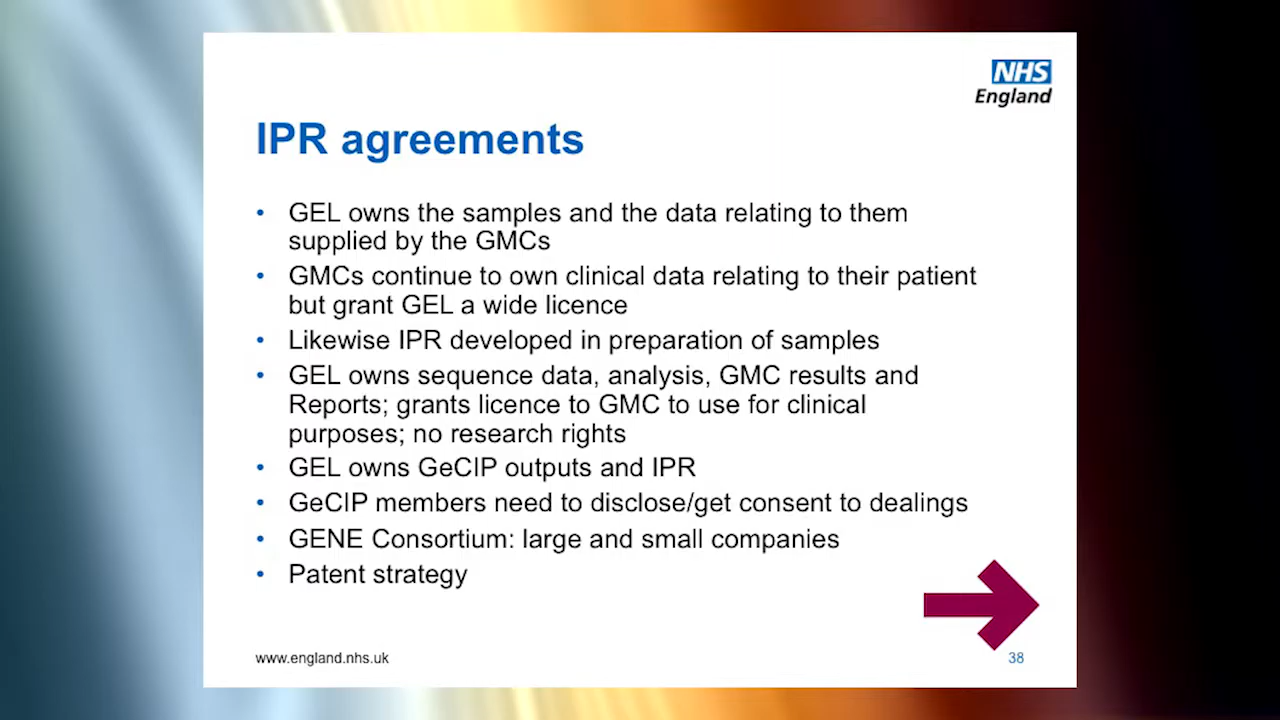 NHS
England
IPR agreements
• GEL owns the samples and the data relating to them
supplied by the GMCs
• GMCs continue to own clinical data relating to their patient
but grant GEL a wide licence
• Likewise IPR developed in preparation of samples
• GEL owns sequence data, analysis, GMC results and
Reports; grants licence to GMC to use for clinical
purposes; no research rights
• GEL owns GeCIP outputs and IPR
• GeCIP members need to disclose/get consent to dealings
• GENE Consortium: large and small companies
• Patent strategy
www.england.nhs.uk
38